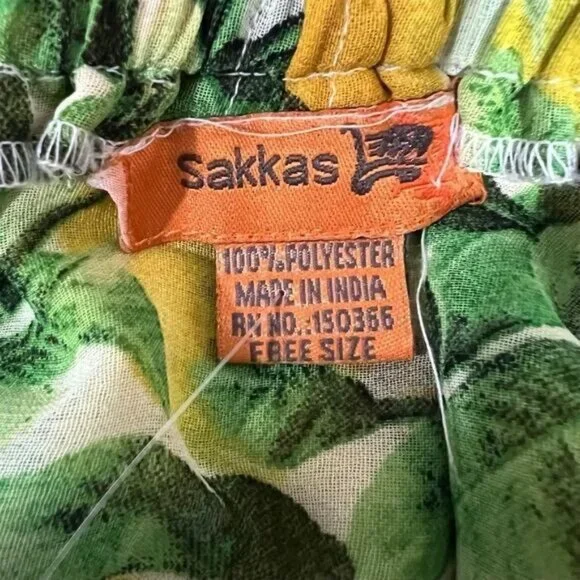 Sakkas
100% POLYESTER
MADE IN INDIA
RN NO.:150366
FREE SIZE